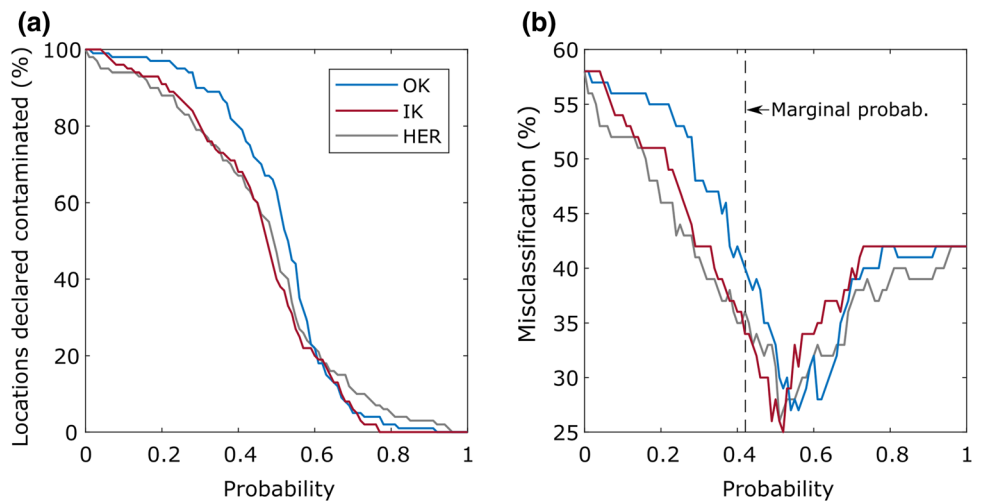 (a)
Locations declared contaminated (%)
100
80
60
40
20
0
OK
IK
HER
0 0.2 0.4 0.6 0.8 1
Probability
(b)
Misclassification (%)
60
55
50
45
40
35
30
25
Marginal probab.
0 0.2 0.4 0.6 0.8 1
Probability